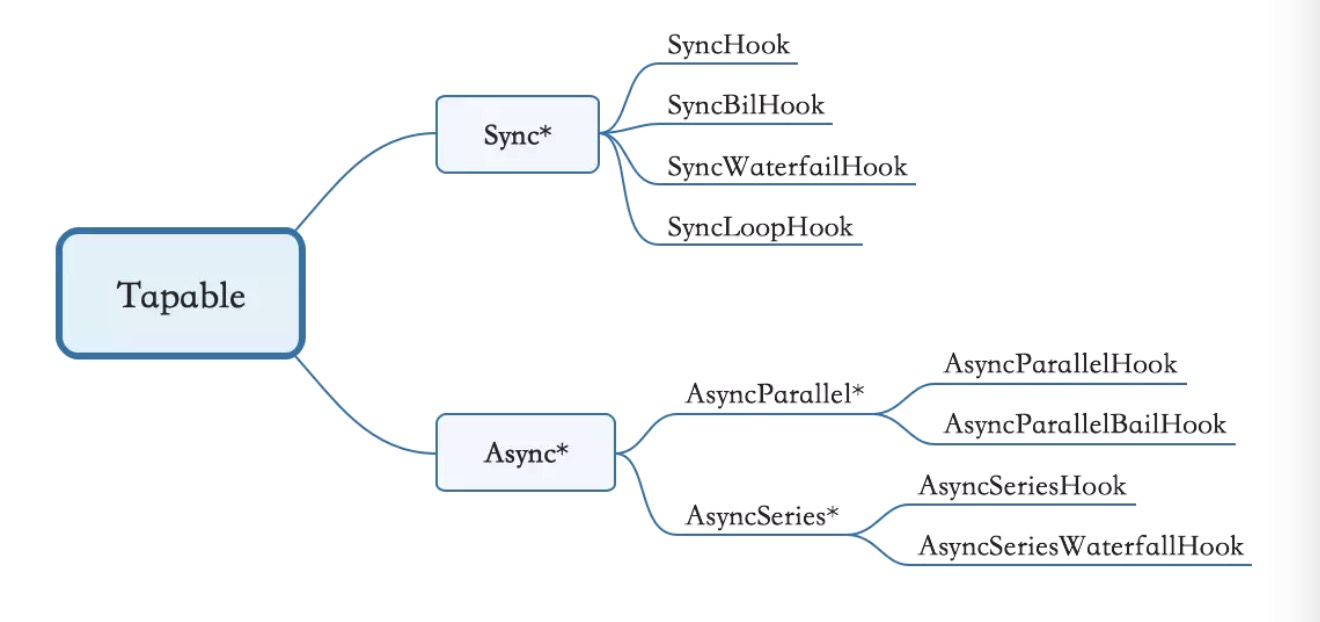 Tapable
Sync*
SyncHook
SyncBilHook
SyncWaterfailHook
SyncLoopHook
Async*
AsyncParallel*
AsyncParallelHook
AsyncParallelBailHook
AsyncSeries*
AsyncSeriesHook
AsyncSeriesWaterfallHook